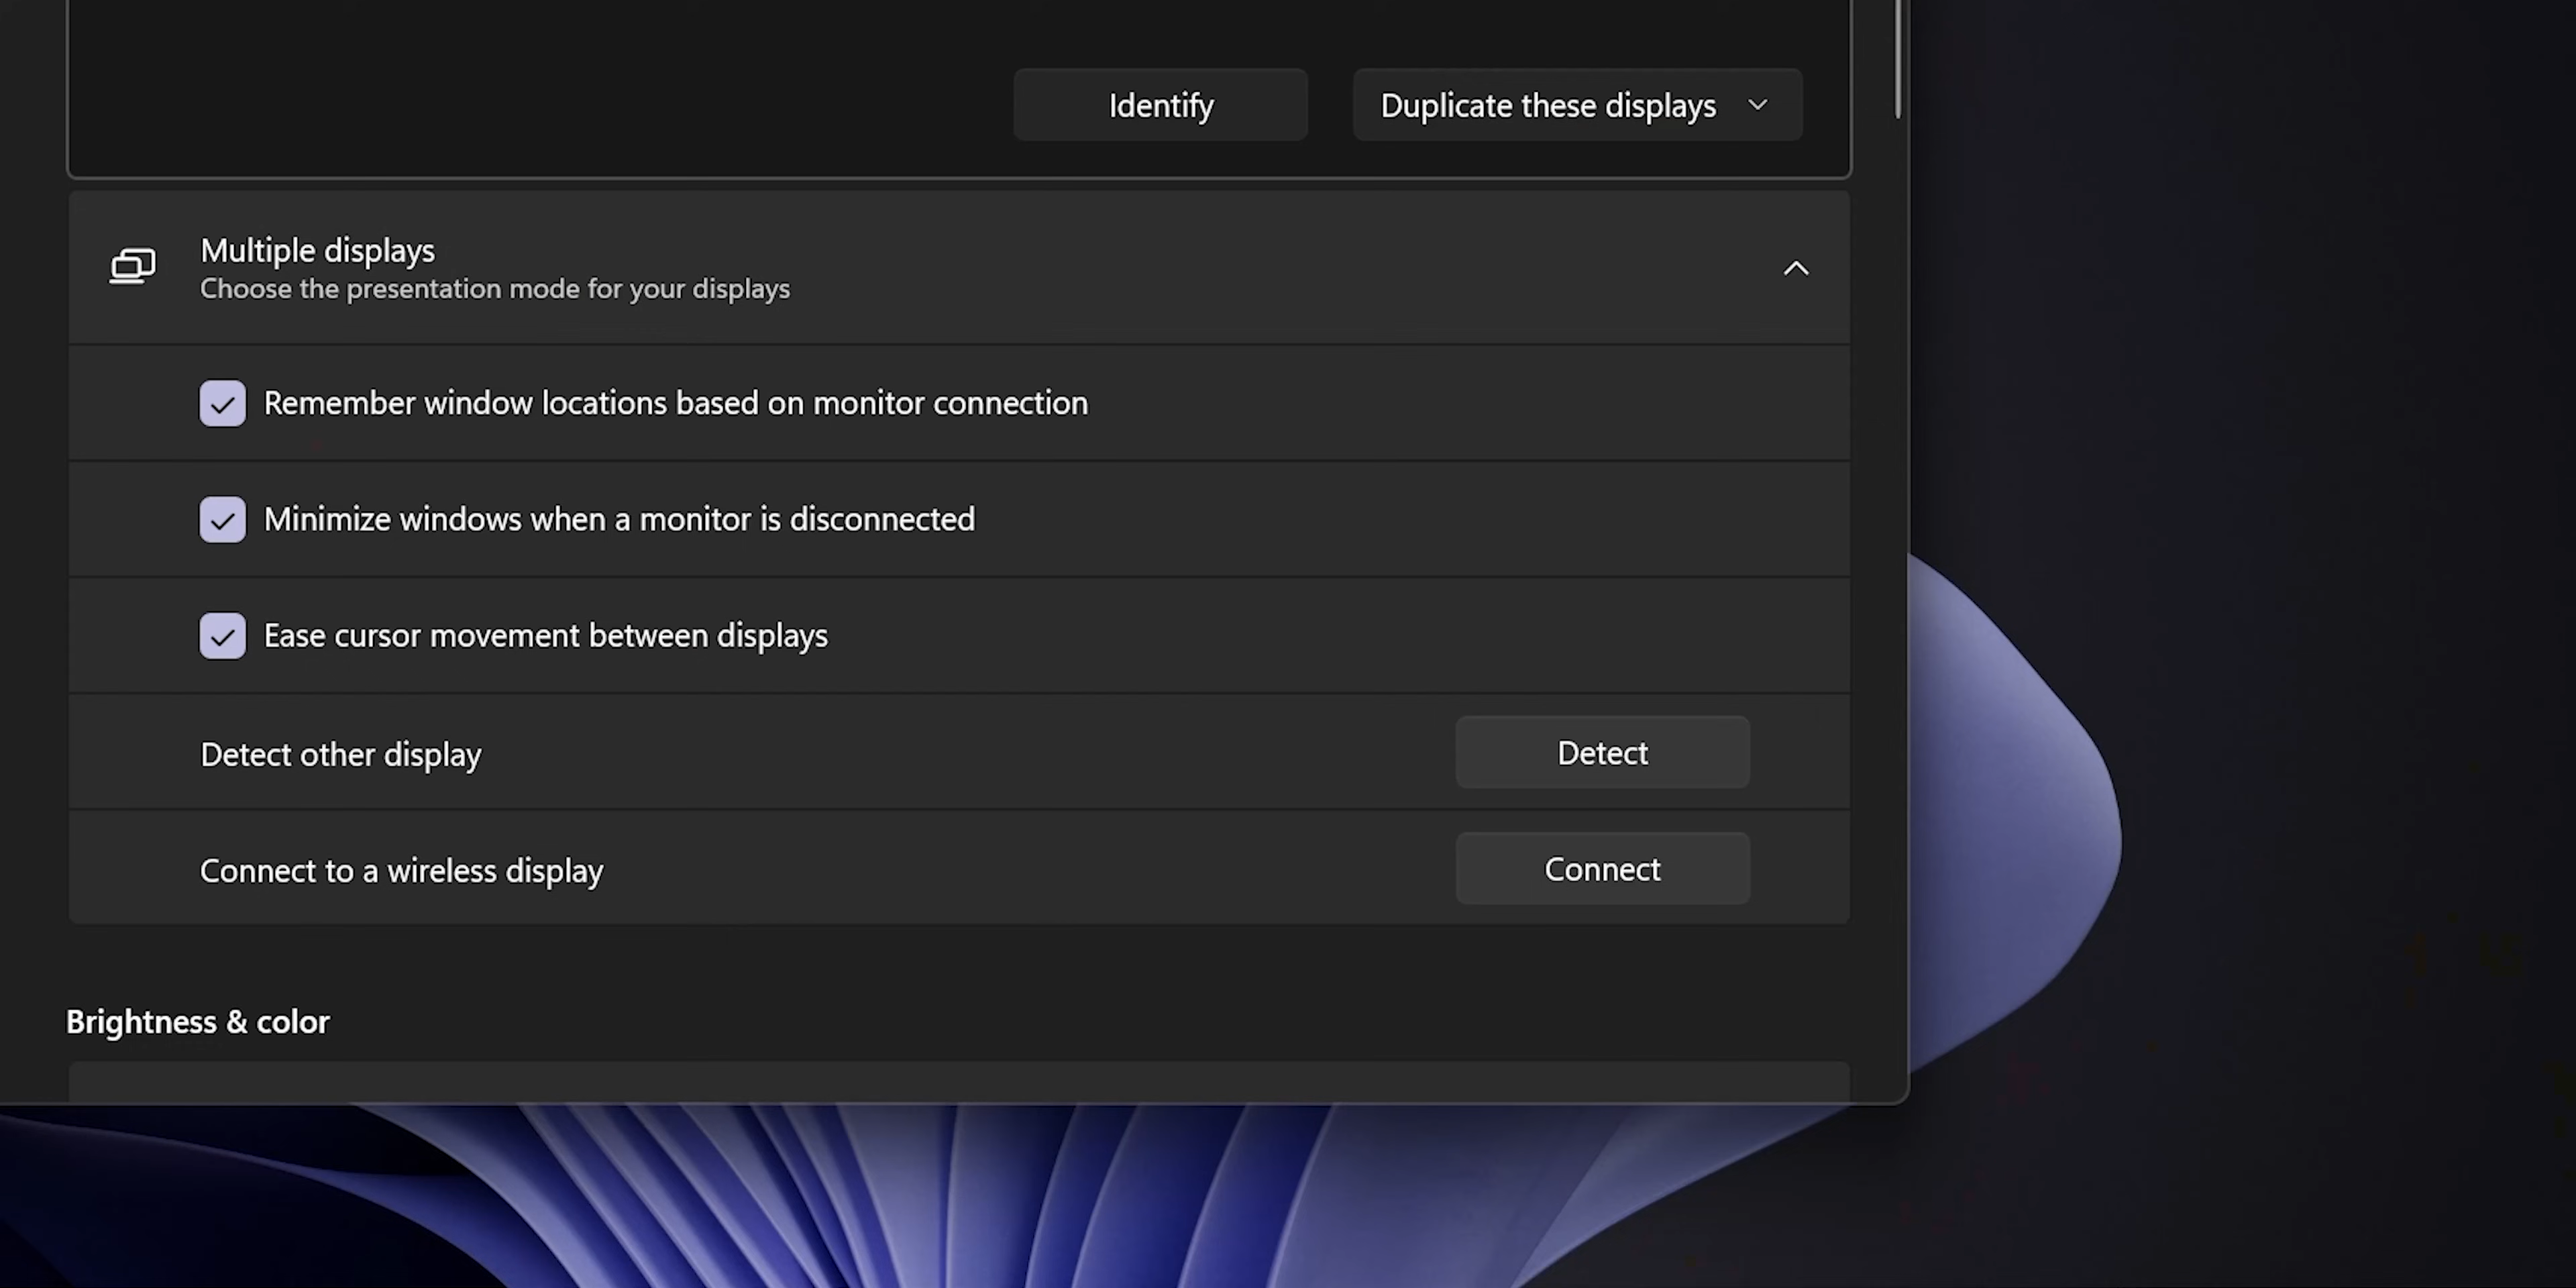 Identify
Duplicate these displays
Multiple displays
Choose the presentation mode for your displays
Remember window locations based on monitor connection
Minimize windows when a monitor is disconnected
Ease cursor movement between displays
Detect other display
Detect
Connect to a wireless display
Connect
Brightness & color